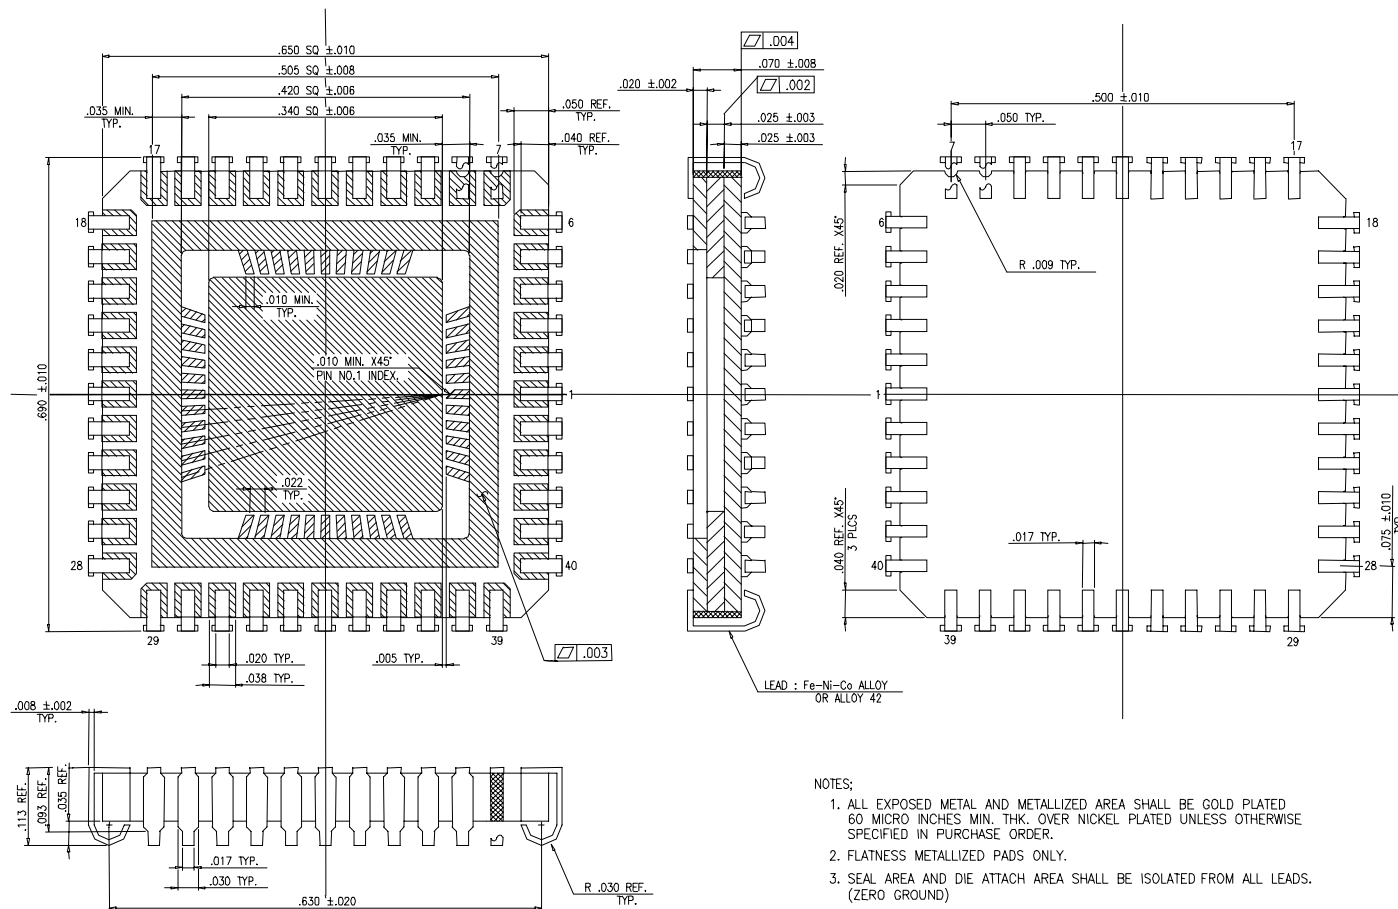 .650 SQ ±.010
.505 SQ ±.008
.420 SQ ±.006
.340 SQ ±.006
.035 MIN.
TYP.
.035 MIN.
TYP.
.050 REF.
TYP.
.040 REF.
TYP.
17
7
18
6
.690 ±.010
.010 MIN.
TYP.
.010 MIN. X45°
PIN NO.1 INDEX.
1
.022
TYP.
28
40
29
39
.020 TYP.
.038 TYP.
.005 TYP.
.003
.004
.070 ±.008
.020 ±.002
.002
.025 ±.003
.025 ±.003
LEAD : Fe-Ni-Co ALLOY
OR ALLOY 42
.500 ±.010
.050 TYP.
7
17
6
18
.020 REF. X45°
R .009 TYP.
1
.040 REF. X45°
3 PLCS
.017 TYP.
.075 ±.010
TYP.
40
28
39
29
.008 ±.002
TYP.
.113 REF.
.093 REF.
.035 REF.
.017 TYP.
.030 TYP.
.630 ±.020
R .030 REF.
TYP.
NOTES;
1. ALL EXPOSED METAL AND METALLIZED AREA SHALL BE GOLD PLATED
60 MICRO INCHES MIN. THK. OVER NICKEL PLATED UNLESS OTHERWISE
SPECIFIED IN PURCHASE ORDER.
2. FLATNESS METALLIZED PADS ONLY.
3. SEAL AREA AND DIE ATTACH AREA SHALL BE ISOLATED FROM ALL LEADS.
(ZERO GROUND)